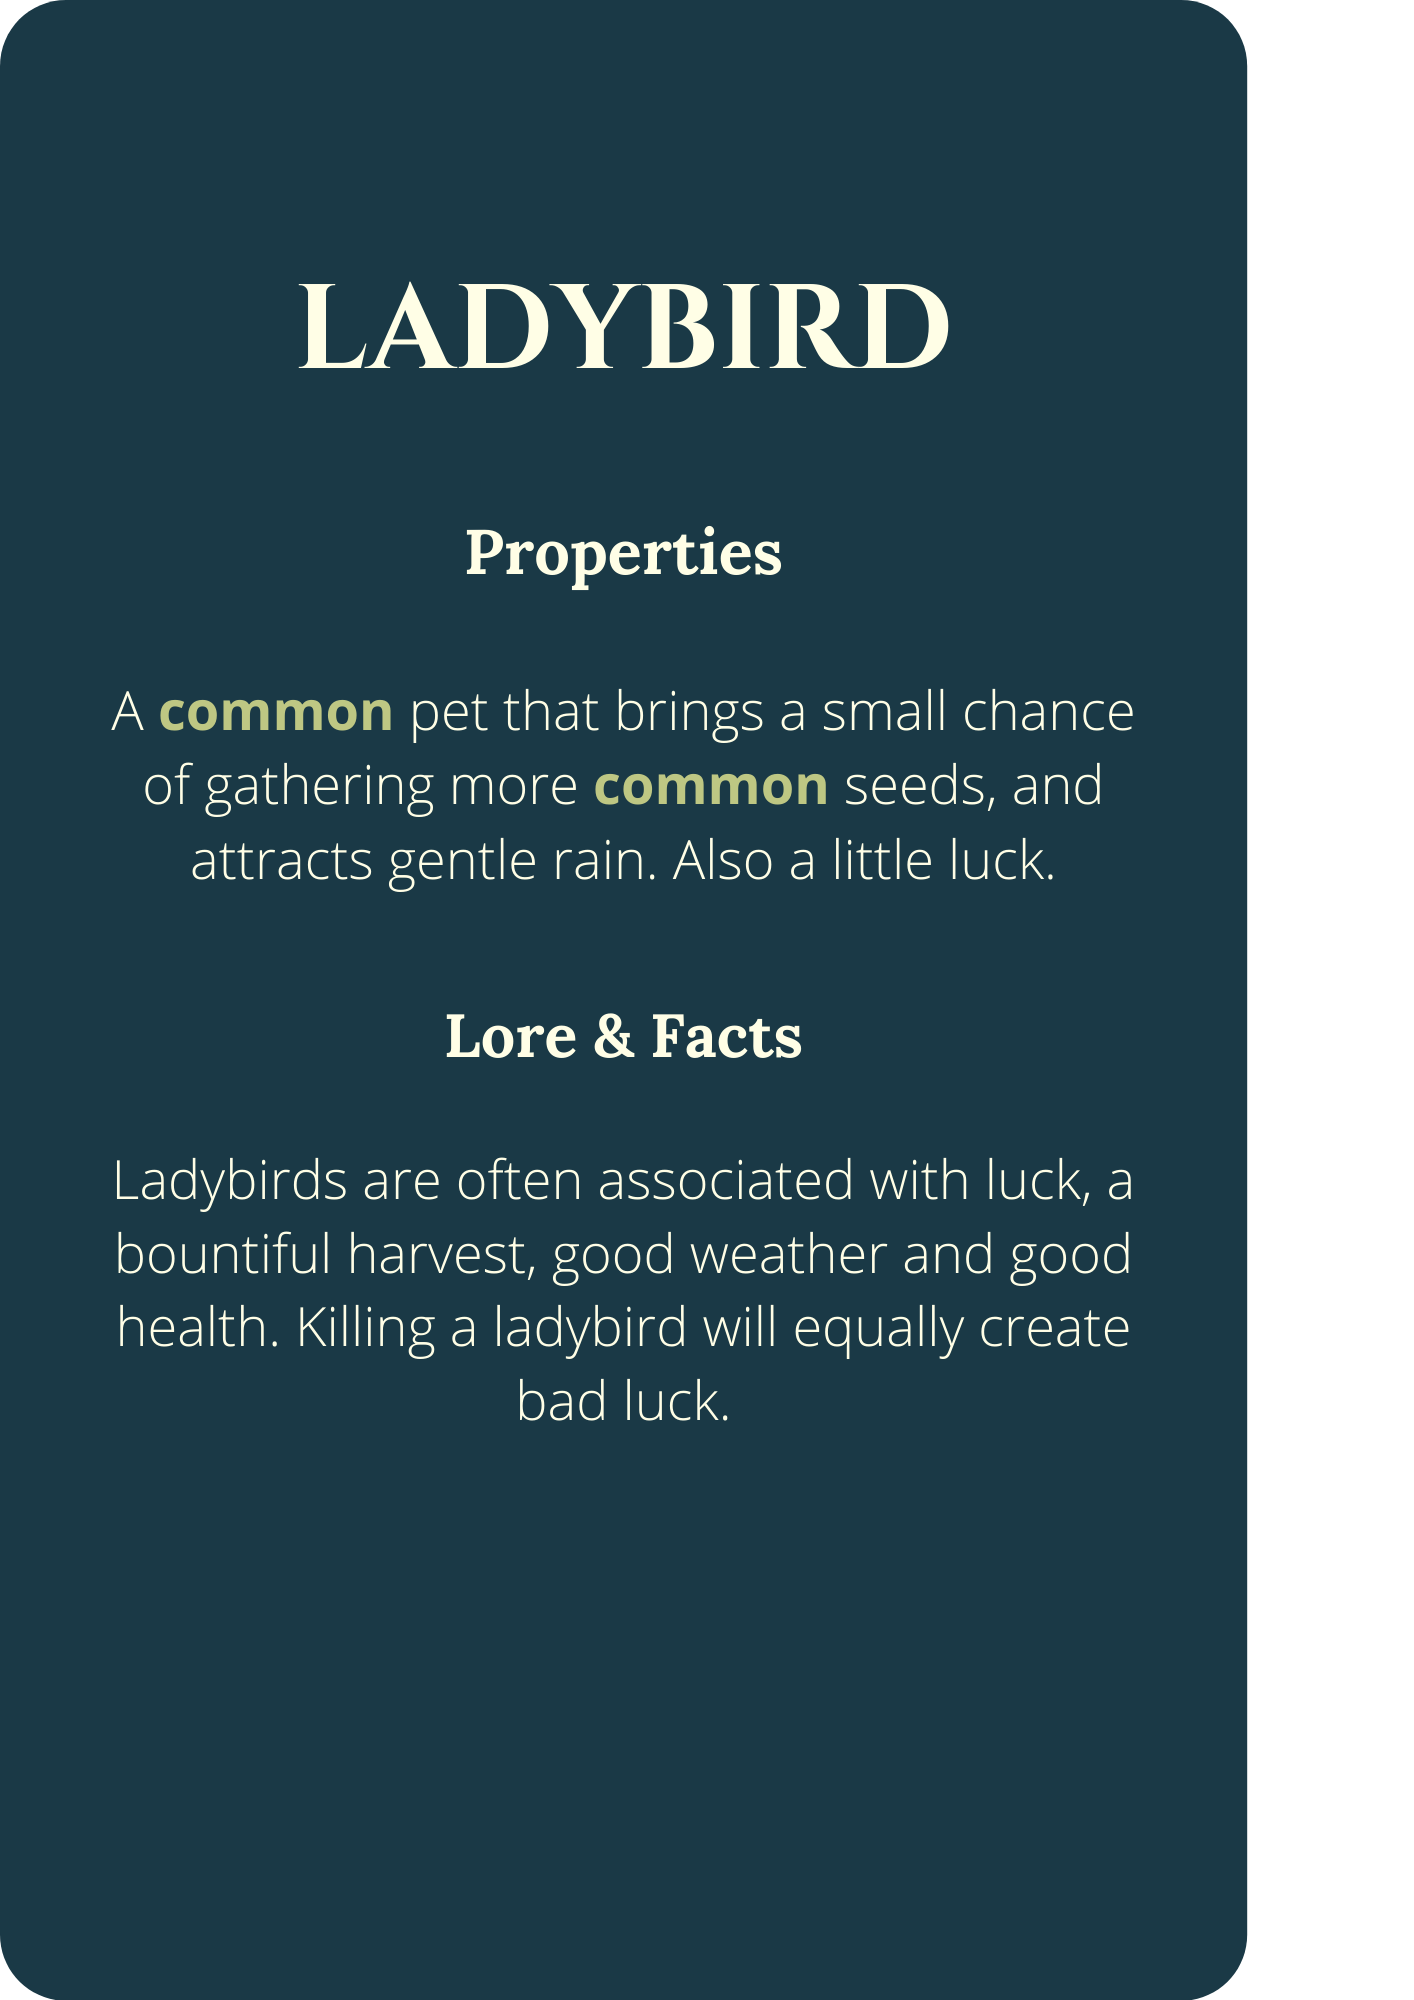 LADYBIRD
Properties
A common pet that brings a small chance
of gathering more common seeds, and
attracts gentle rain. Also a little luck.
Lore & Facts
Ladybirds are often associated with luck, a
bountiful harvest, good weather and good
health. Killing a ladybird will equally create
bad luck.